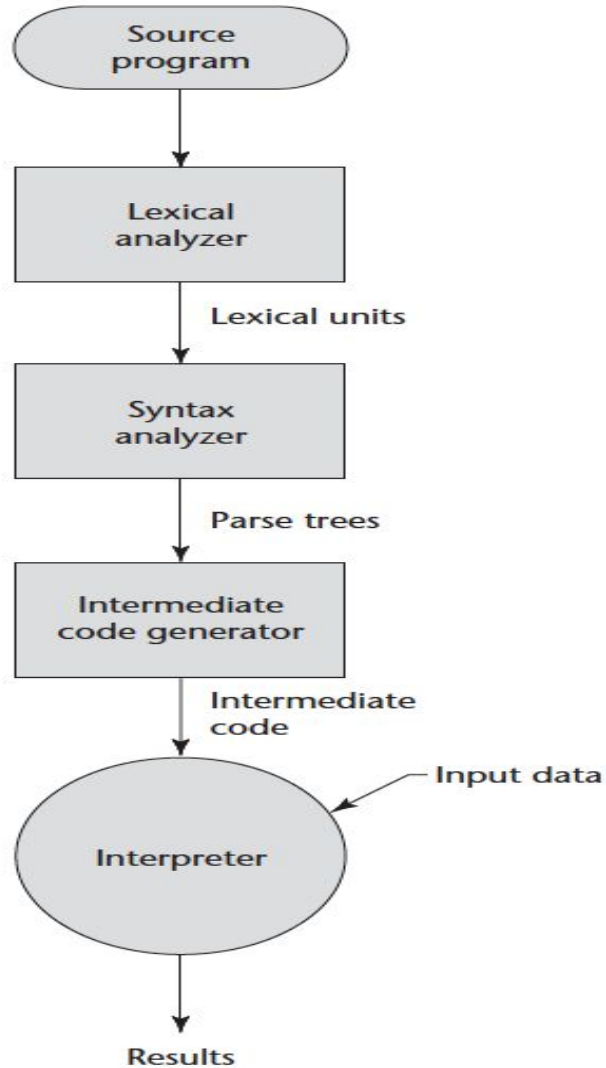 Source
program
Lexical
analyzer
Lexical units
Syntax
analyzer
Parse trees
Intermediate
code generator
Intermediate
code
Input data
Interpreter
Results